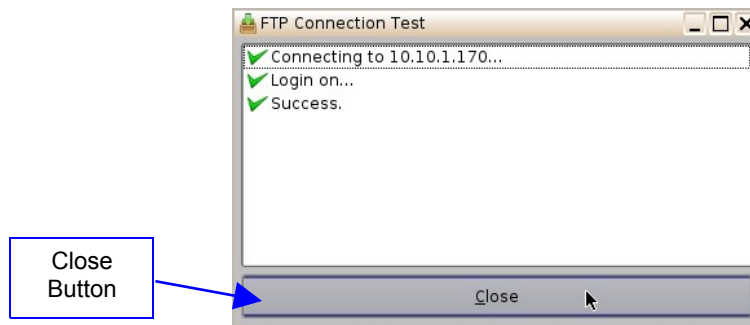 FTP Connection Test
Connecting to 10.10.1.170...
Login on...
Success.
Close
Button
Close